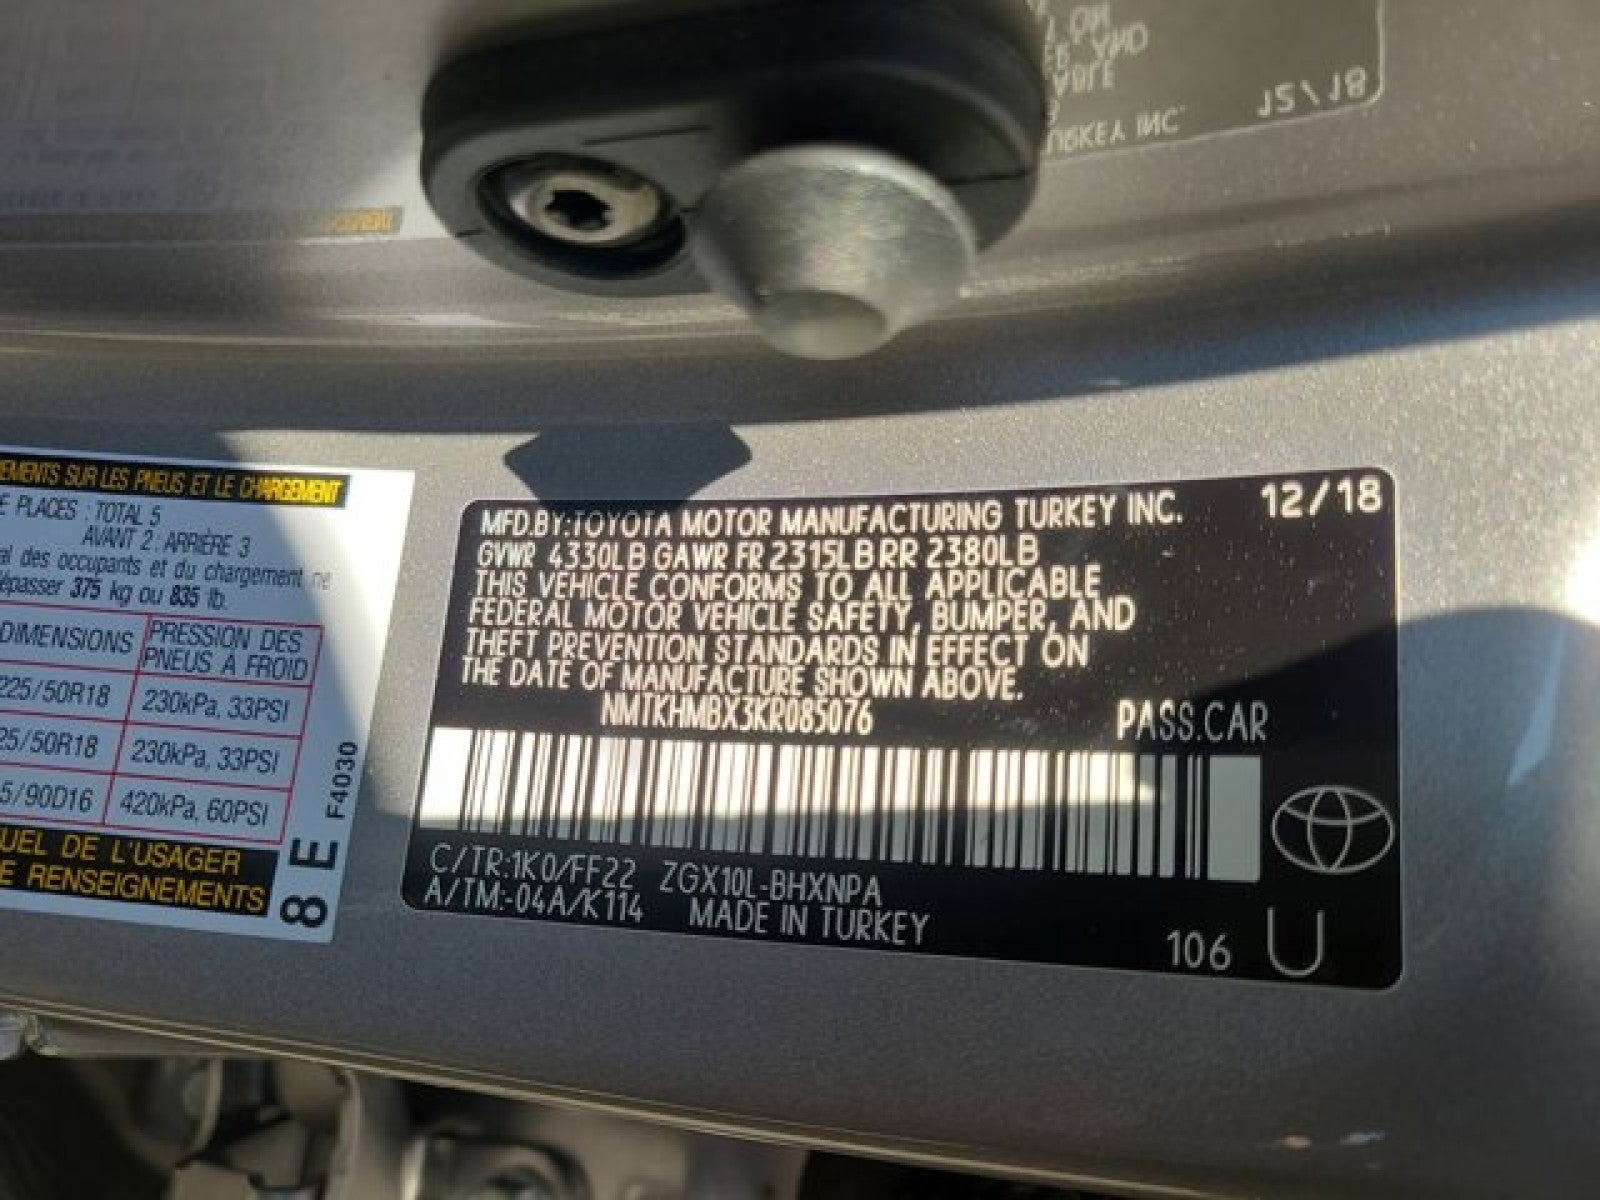 12/18
MFD.BY:TOYOTA MOTOR MANUFACTURING TURKEY INC.
GVWR 4330LB GAWR FR 2315LB RR 2380LB
THIS VEHICLE CONFORMS TO ALL APPLICABLE
FEDERAL MOTOR VEHICLE SAFETY, BUMPER, AND
THEFT PREVENTION STANDARDS IN EFFECT ON
THE DATE OF MANUFACTURE SHOWN ABOVE.
NMTKHMBX3KR085076 PASS.CAR
C/TR:1K0/FF22 ZGX10L-BHXNPA
A/TM:-04A/K114 MADE IN TURKEY
106 U
SUR LES PNEUS ET LE CHARGEMENT
PLACES : TOTAL 5
AVANT 2 : ARRIÈRE 3
des occupants et du chargement ne
375 kg ou 835 lb.
DIMENSIONS PRESSION DES
PNEUS À FROID
225/50R18 230kPa, 33PSI
25/50R18 230kPa, 33PSI
5/90D16 420kPa, 60PSI
DE L'USAGER
RENSEIGNEMENTS
8 E F4030